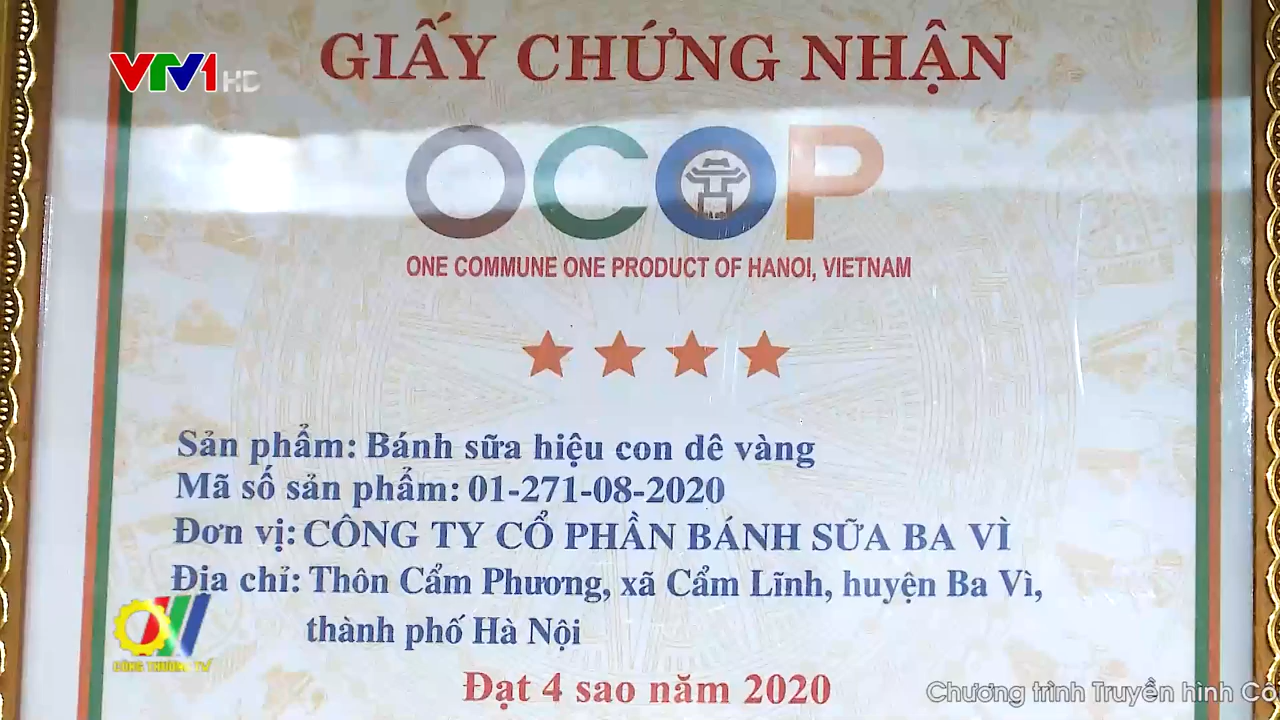 GIẤY CHỨNG NHẬN
VTV1 HD
OCOP
ONE COMMUNE ONE PRODUCT OF HANOI, VIETNAM
Sản phẩm: Bánh sữa hiệu con dê vàng
Mã số sản phẩm: 01-271-08-2020
Đơn vị: CÔNG TY CỔ PHẦN BÁNH SỮA BA VÌ
Địa chỉ: Thôn Cẩm Phương, xã Cẩm Lĩnh, huyện Ba Vì,
thành phố Hà Nội
CÔNG THƯƠNG TV
Đạt 4 sao năm 2020
Chương trình Truyền hình Cô